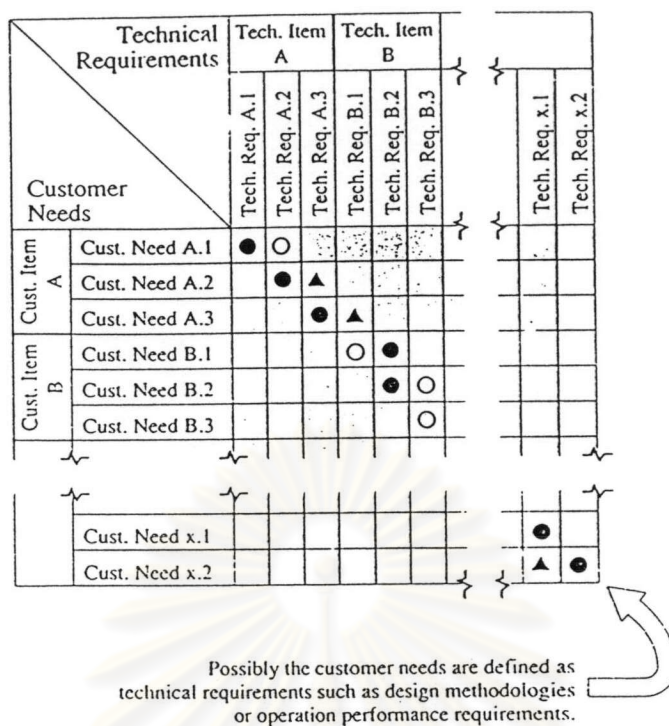 Technical
Requirements
Customer
Needs
Tech. Item
A
Tech. Item
B
Tech. Req. A.1
Tech. Req. A.2
Tech. Req. A.3
Tech. Req. B.1
Tech. Req. B.2
Tech. Req. B.3
Tech. Req. x.1
Tech. Req. x.2
Cust. Item
A
Cust. Need A.1
Cust. Need A.2
Cust. Need A.3
Cust. Item
B
Cust. Need B.1
Cust. Need B.2
Cust. Need B.3
Cust. Need x.1
Cust. Need x.2
Possibly the customer needs are defined as
technical requirements such as design methodologies
or operation performance requirements.